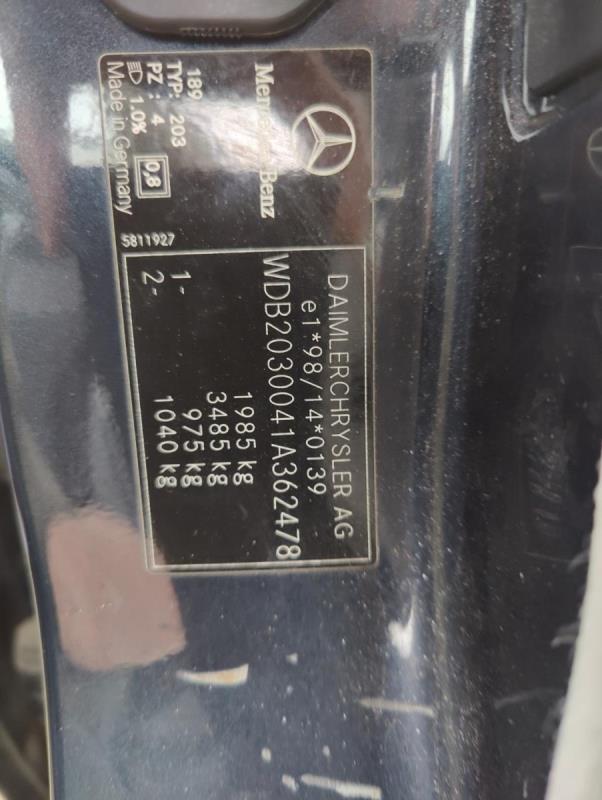 Mercedes-Benz
189
TYP: 203
PZ : 4
1.0%
0,8
Made in Germany
5811927
DAIMLERCHRYSLER AG
e1*98/14*0139
WDB2030041A362478
1985 kg
3485 kg
1- 975 kg
2- 1040 kg